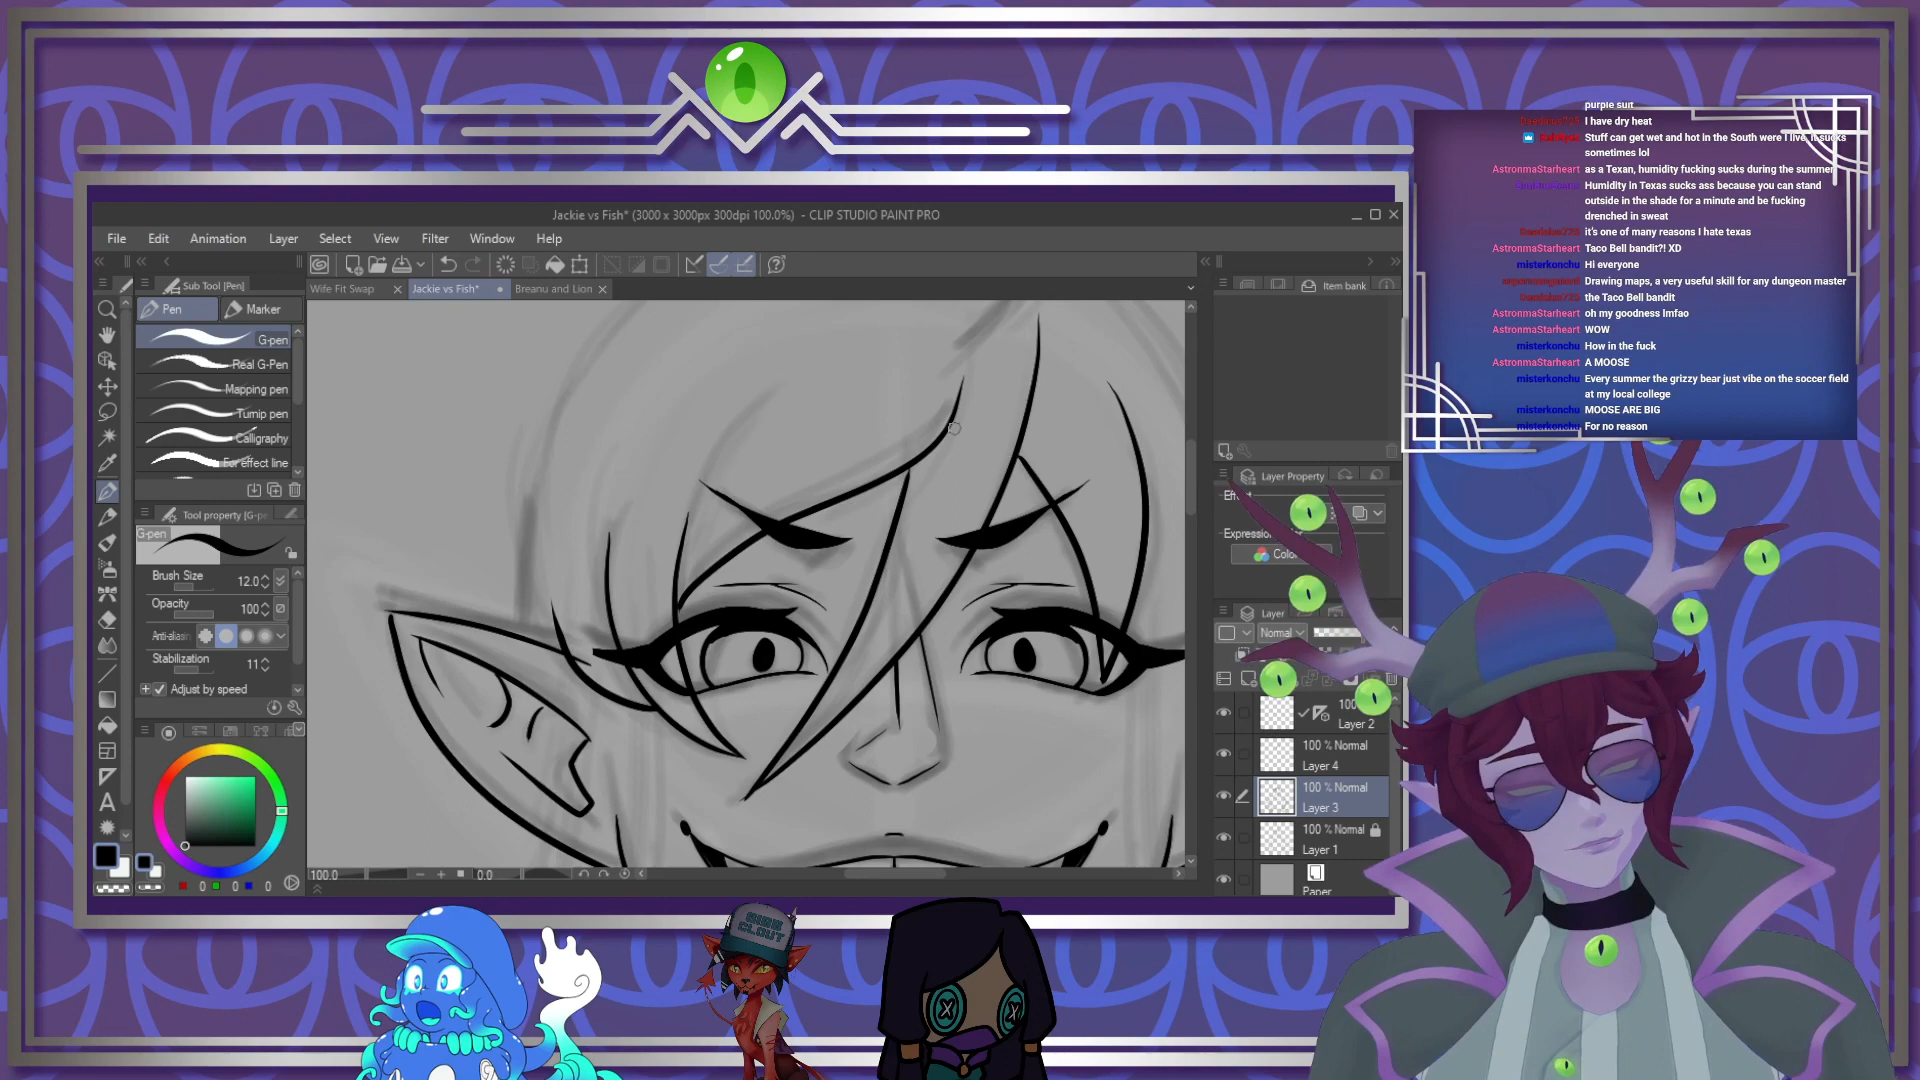 Jackie vs Fish* (3000 x 3000px 300dpi 100.0%)  - CLIP STUDIO PAINT PRO
File Edit Animation Layer Select View Filter Window Help
Sub Tool [Pen]
Wife Fit Swap
Jackie vs Fish*
Breanu and Lion
Pen
Marker
G-pen
Real G-Pen
Mapping pen
Turnip pen
Calligraphy
For effect line
Tool property [G-pe
G-pen
Brush Size 12.0
Opacity 100
Anti-aliasin
Stabilization 11
Adjust by speed
0 0 0
100.0
0.0
Item bank
Layer Property
Effe
Expression
Colo
Layer
Normal
100
Layer 2
100 % Normal
Layer 4
100 % Normal
Layer 3
100 % Normal
Layer 1
Paper
purple suit
I have dry heat
Stuff can get wet and hot in the South were I live, it sucks
sometimes lol
AstronmaStarheart as a Texan, humidity fucking sucks during the summer
Humidity in Texas sucks ass because you can stand
outside in the shade for a minute and be fucking
drenched in sweat
it's one of many reasons I hate texas
AstronmaStarheart Taco Bell bandit?! XD
misterkonchu Hi everyone
Drawing maps, a very useful skill for any dungeon master
the Taco Bell bandit
AstronmaStarheart oh my goodness lmfao
AstronmaStarheart WOW
misterkonchu How in the fuck
AstronmaStarheart A MOOSE
misterkonchu Every summer the grizzy bear just vibe on the soccer field
at my local college
misterkonchu MOOSE ARE BIG
misterkonchu For no reason
CLOUT